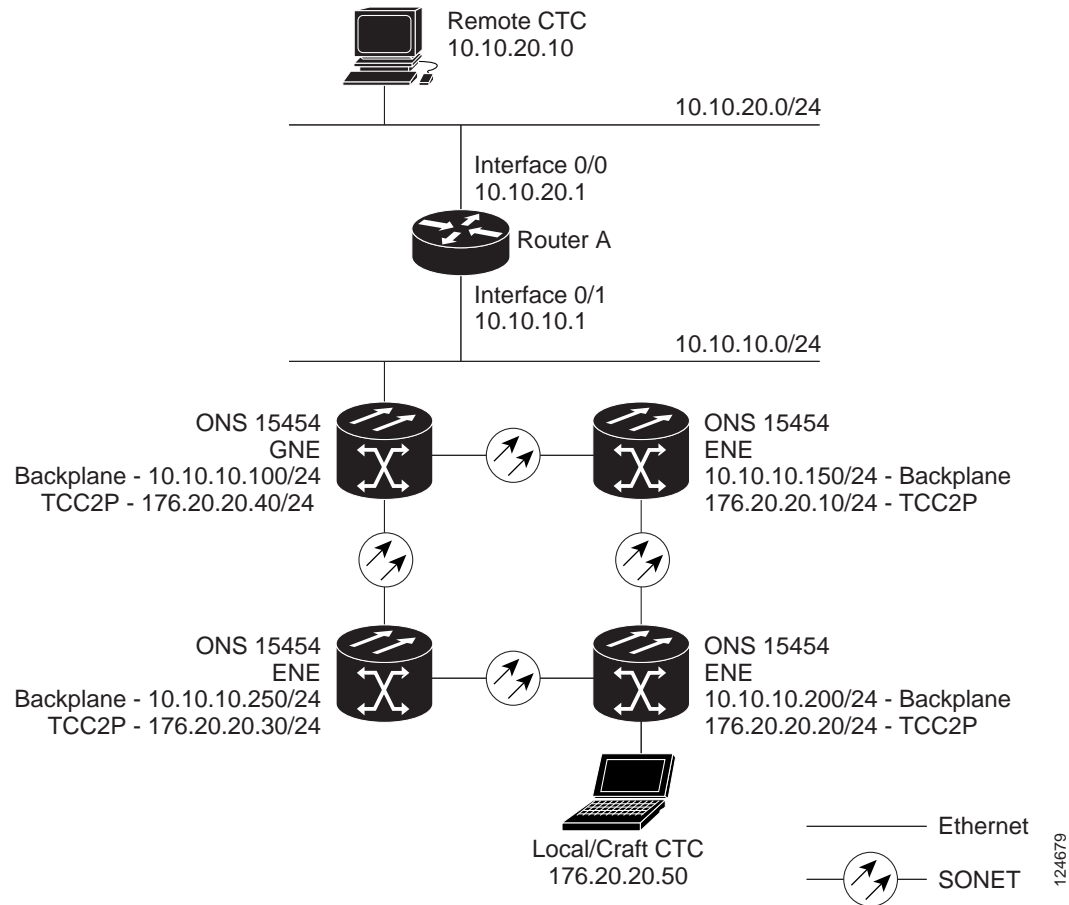 Remote CTC
10.10.20.10
10.10.20.0/24
Interface 0/0
10.10.20.1
Router A
Interface 0/1
10.10.10.1
10.10.10.0/24
ONS 15454
GNE
Backplane - 10.10.10.100/24
TCC2P - 176.20.20.40/24
ONS 15454
ENE
10.10.10.150/24 - Backplane
176.20.20.10/24 - TCC2P
ONS 15454
ENE
Backplane - 10.10.10.250/24
TCC2P - 176.20.20.30/24
ONS 15454
ENE
10.10.10.200/24 - Backplane
176.20.20.20/24 - TCC2P
Local/Craft CTC
176.20.20.50
Ethernet
SONET
124679